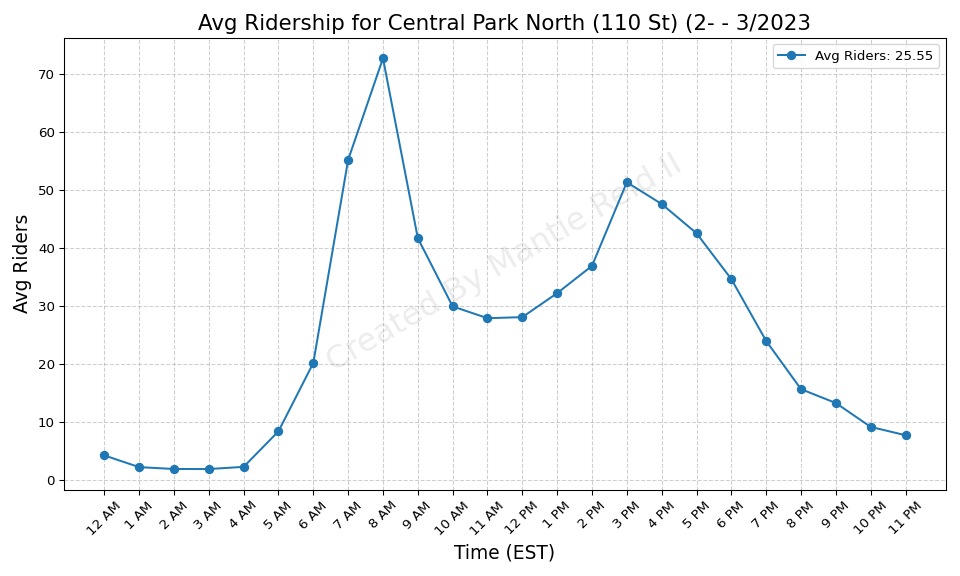 Avg Ridership for Central Park North (110 St) (2- - 3/2023
Avg Riders: 25.55
Avg Riders
70
60
50
40
30
20
10
0
Created By Mantie Reid II
12 AM
1 AM
2 AM
3 AM
4 AM
5 AM
6 AM
7 AM
8 AM
9 AM
10 AM
11 AM
12 PM
1 PM
2 PM
3 PM
4 PM
5 PM
6 PM
7 PM
8 PM
9 PM
10 PM
11 PM
Time (EST)